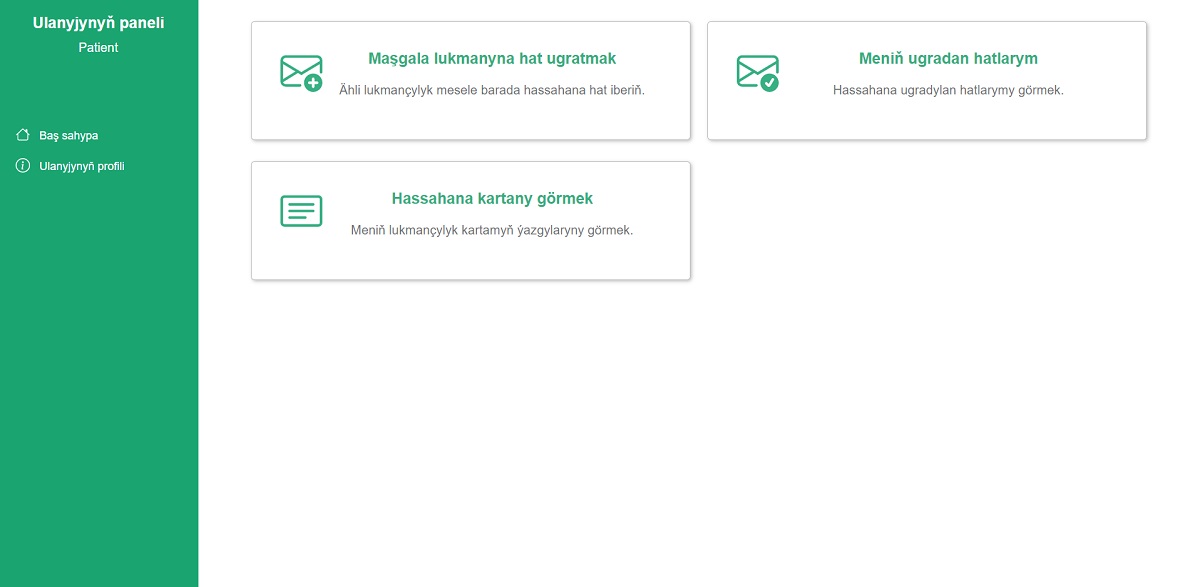 Ulanyjynyň paneli
Patient
Baş sahypa
Ulanyjynyň profili
Maşgala lukmanyna hat ugratmak
Ähli lukmançylyk mesele barada hassahana hat iberiň.
Meniň ugradan hatlarym
Hassahana ugradylan hatlarymy görmek.
Hassahana kartany görmek
Meniň lukmançylyk kartamyň ýazgylaryny görmek.